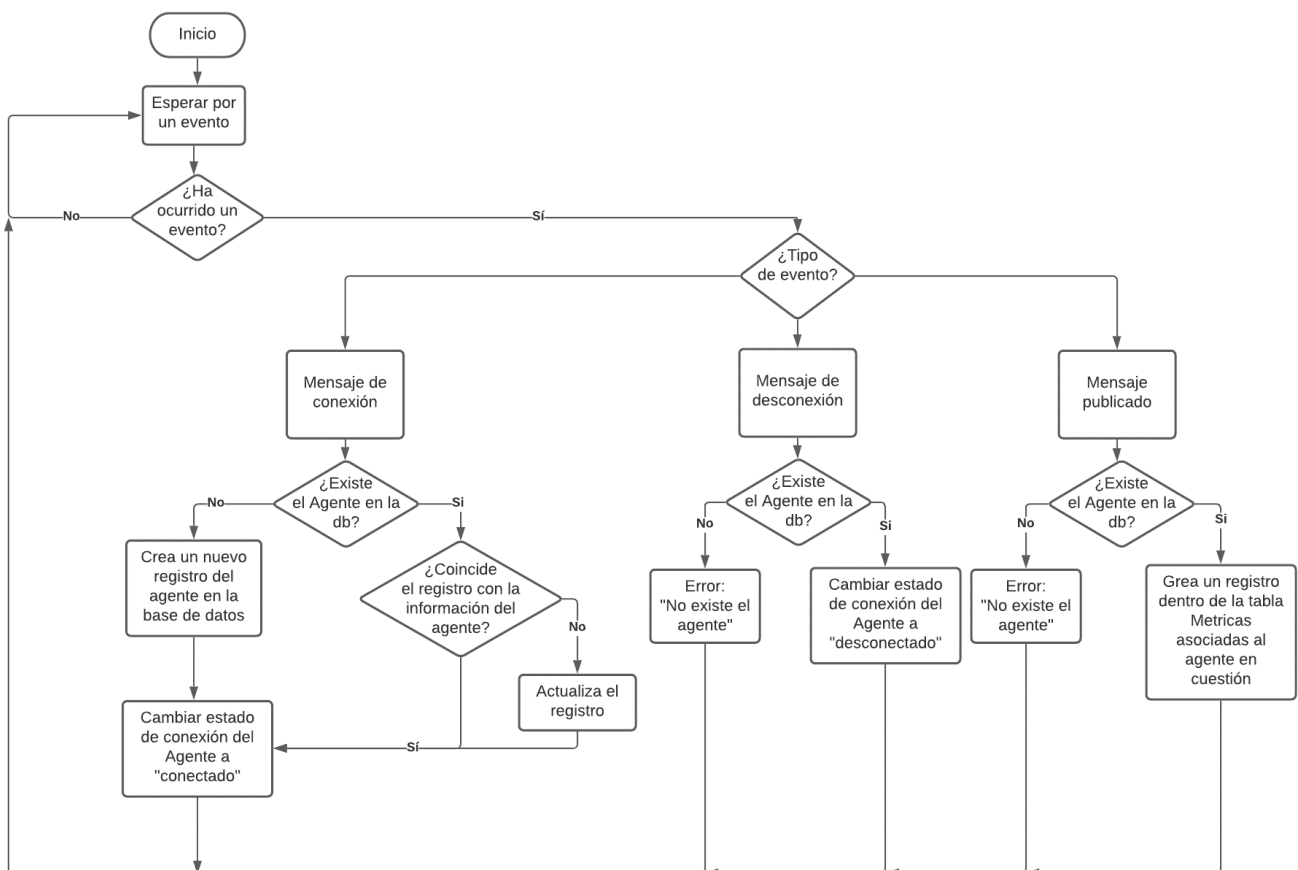 Inicio
Esperar por
un evento
¿Ha
ocurrido un
evento?
No
Sí
¿Tipo
de evento?
Mensaje de
conexión
Mensaje de
desconexión
Mensaje
publicado
¿Existe
el Agente en la
db?
No
Si
¿Existe
el Agente en la
db?
No
Si
¿Existe
el Agente en la
db?
No
Si
Crea un nuevo
registro del
agente en la
base de datos
¿Coincide
el registro con la
información del
agente?
No
Error:
"No existe el
agente"
Cambiar estado
de conexión del
Agente a
"desconectado"
Error:
"No existe el
agente"
Grea un registro
dentro de la tabla
Metricas
asociadas al
agente en
cuestión
Actualiza el
registro
Cambiar estado
de conexión del
Agente a
"conectado"
Sí